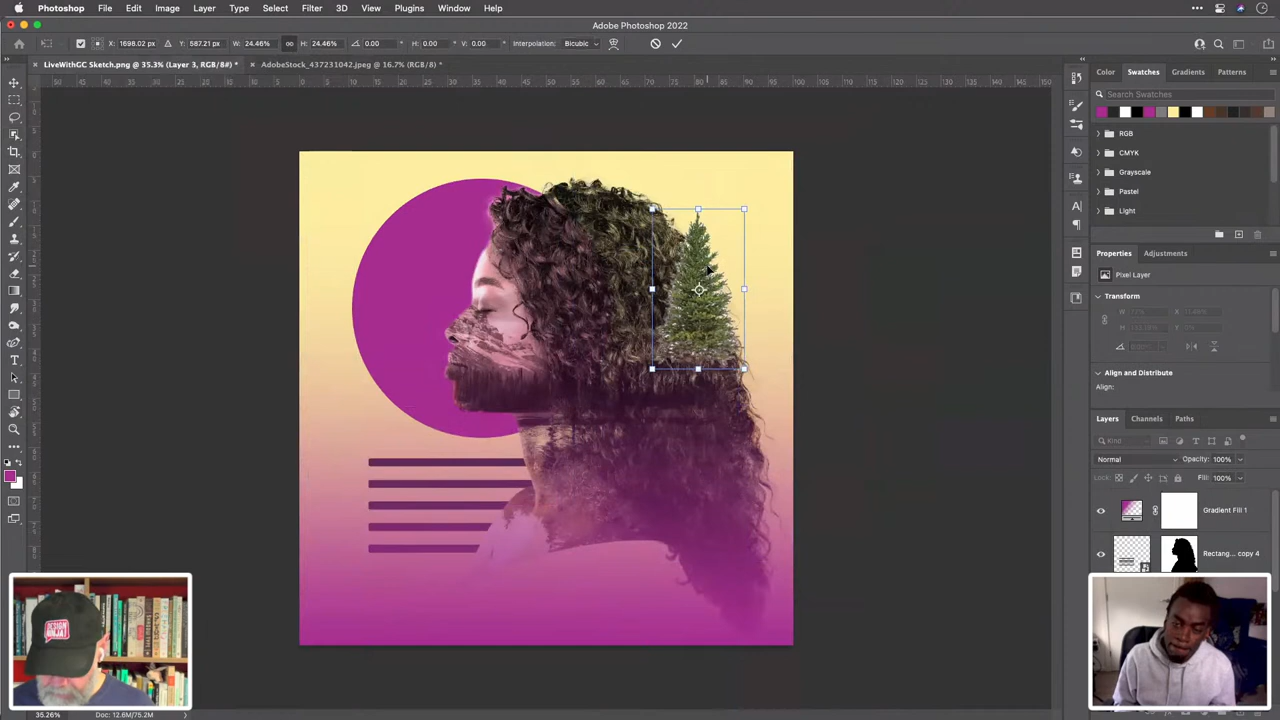 Photoshop File Edit Image Layer Type Select Filter 3D View Plugins Window Help
Adobe Photoshop 2022
X: 1698.02 px Y: 587.21 px W: 24.46% H: 24.46% 0.00 H: 0.00 V: 0.00 Interpolation: Bicubic
LiveWithGC Sketch.png @ 35.3% (Layer 3, RGB/8#) * AdobeStock_437231042.jpeg @ 16.7% (RGB/8) *
Color Swatches Gradients Patterns
Search Swatches
RGB
CMYK
Grayscale
Pastel
Light
Properties Adjustments
Pixel Layer
Transform
Align and Distribute
Align:
Layers Channels Paths
Kind
Normal Opacity: 100%
Lock: Fill: 100%
Gradient Fill 1
Rectang... copy 4
DESIGN
NINJA!
35.26% Doc: 12.6M/75.2M